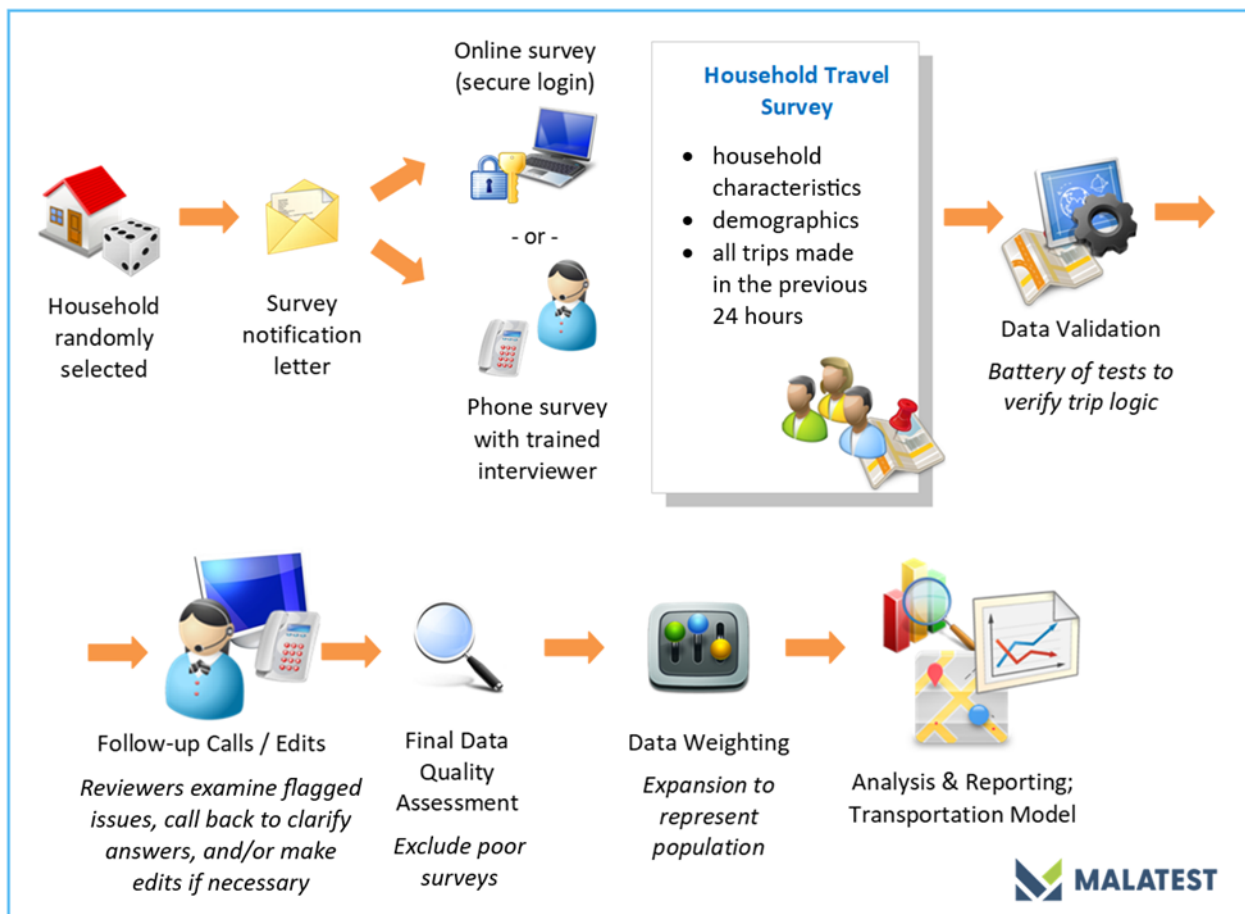 Household
randomly
selected
Survey
notification
letter
Online survey
(secure login)
- or -
Phone survey
with trained
interviewer
Household Travel
Survey
• household
characteristics
• demographics
• all trips made
in the previous
24 hours
Data Validation
Battery of tests to
verify trip logic
Follow-up Calls / Edits
Reviewers examine flagged
issues, call back to clarify
answers, and/or make
edits if necessary
Final Data
Quality
Assessment
Exclude poor
surveys
Data Weighting
Expansion to
represent
population
Analysis & Reporting;
Transportation Model
MALATEST